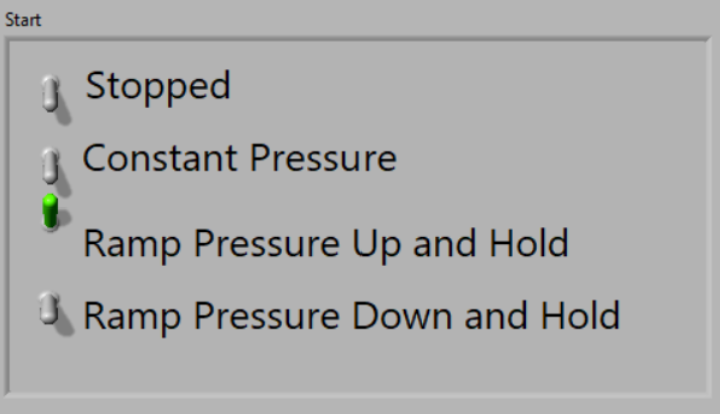 Start
Stopped
Constant Pressure
Ramp Pressure Up and Hold
Ramp Pressure Down and Hold